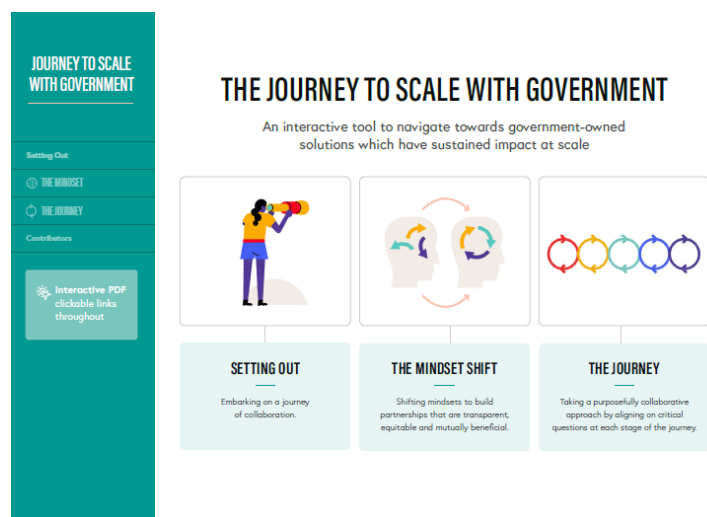 JOURNEY TO SCALE
WITH GOVERNMENT
Setting Out
THE MINDSET
THE JOURNEY
Contributors
Interactive PDF
clickable links
throughout
THE JOURNEY TO SCALE WITH GOVERNMENT
An interactive tool to navigate towards government-owned
solutions which have sustained impact at scale
SETTING OUT
Embarking on a journey
of collaboration.
THE MINDSET SHIFT
Shifting mindsets to build
partnerships that are transparent,
equitable and mutually beneficial.
THE JOURNEY
Taking a purposefully collaborative
approach by aligning on critical
questions at each stage of the journey.